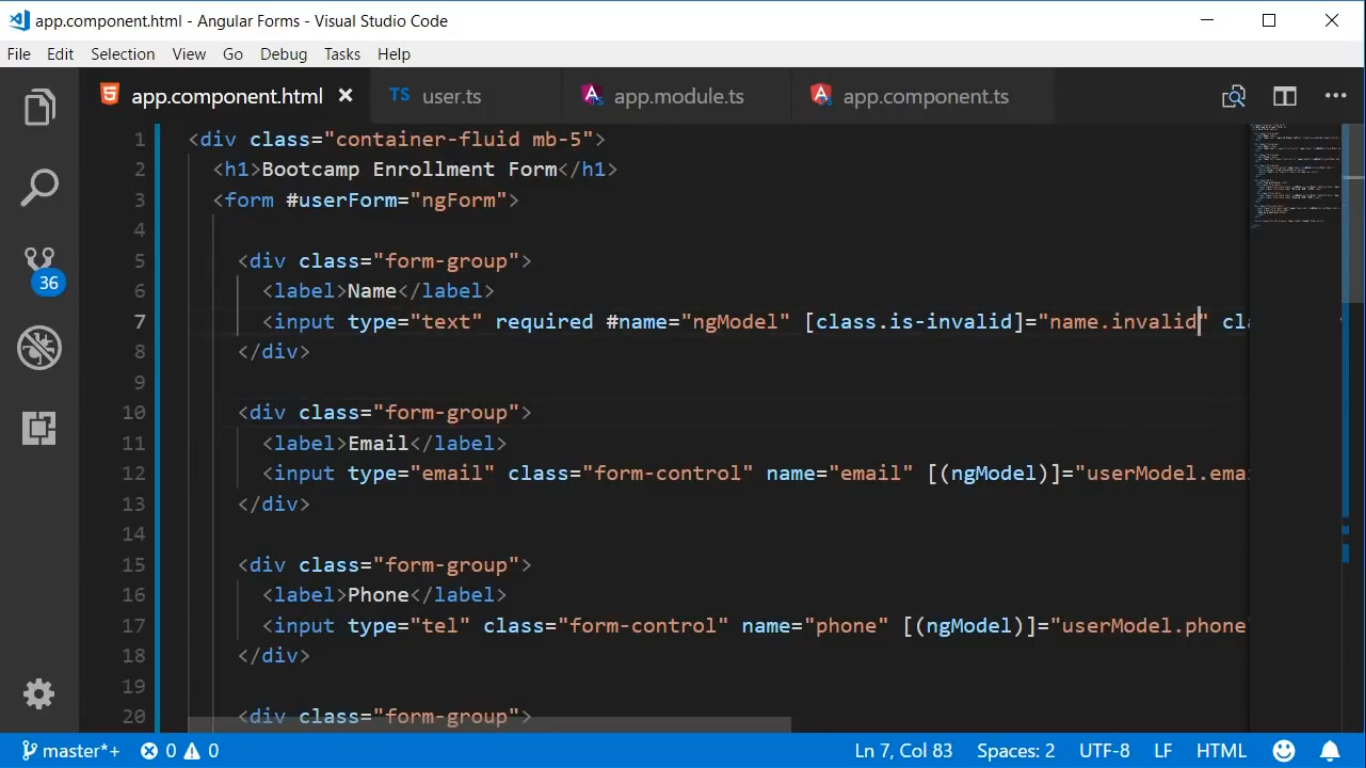 app.component.html - Angular Forms - Visual Studio Code
File Edit Selection View Go Debug Tasks Help
app.component.html TS user.ts app.module.ts app.component.ts
1 <div class="container-fluid mb-5">
2 <h1>Bootcamp Enrollment Form</h1>
3 <form #userForm="ngForm">
4
5 <div class="form-group">
6 <label>Name</label>
7 <input type="text" required #name="ngModel" [class.is-invalid]="name.invalid" cla
8 </div>
9
10 <div class="form-group">
11 <label>Email</label>
12 <input type="email" class="form-control" name="email" [(ngModel)]="userModel.emai
13 </div>
14
15 <div class="form-group">
16 <label>Phone</label>
17 <input type="tel" class="form-control" name="phone" [(ngModel)]="userModel.phone"
18 </div>
19
20 <div class="form-group">
36
master*+ 0 0 Ln 7, Col 83 Spaces: 2 UTF-8 LF HTML